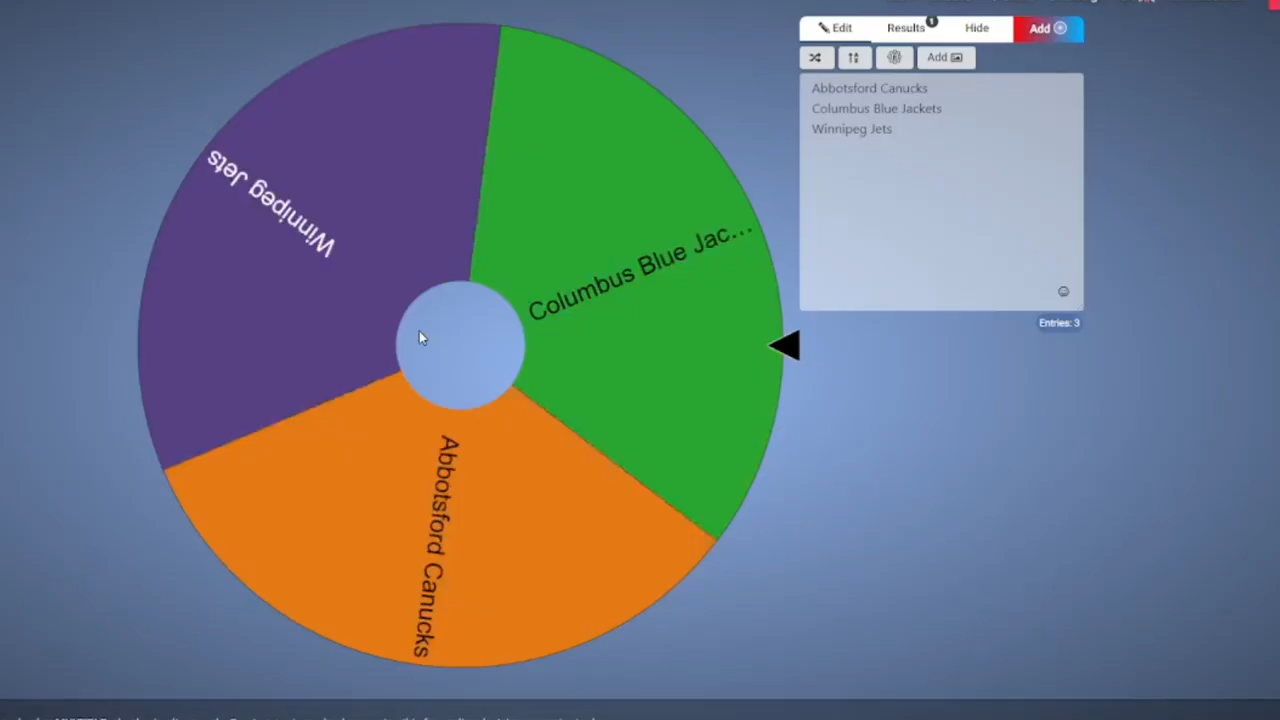 Edit
Results 1
Hide
Add
Add
Abbotsford Canucks
Columbus Blue Jackets
Winnipeg Jets
Entries: 3
Winnipeg Jets
Columbus Blue Jac...
Abbotsford Canucks